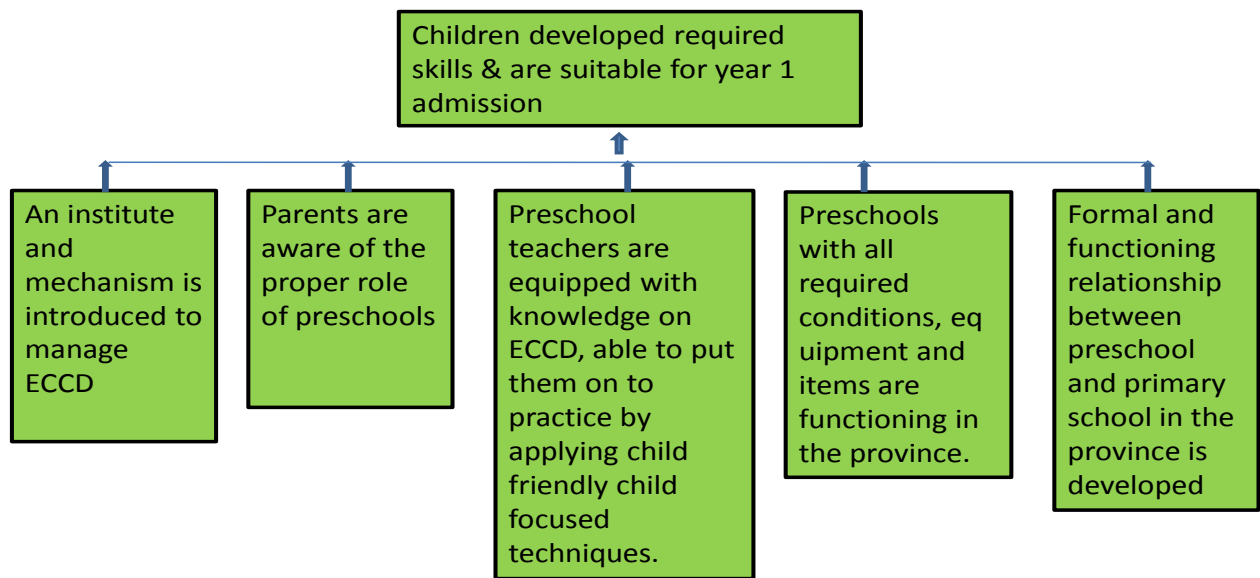 Children developed required
skills & are suitable for year 1
admission
An institute
and
mechanism is
introduced to
manage
ECCD
Parents are
aware of the
proper role
of preschools
Preschool
teachers are
equipped with
knowledge on
ECCD, able to put
them on to
practice by
applying child
friendly child
focused
techniques.
Preschools
with all
required
conditions, eq
uipment and
items are
functioning in
the province.
Formal and
functioning
relationship
between
preschool
and primary
school in the
province is
developed